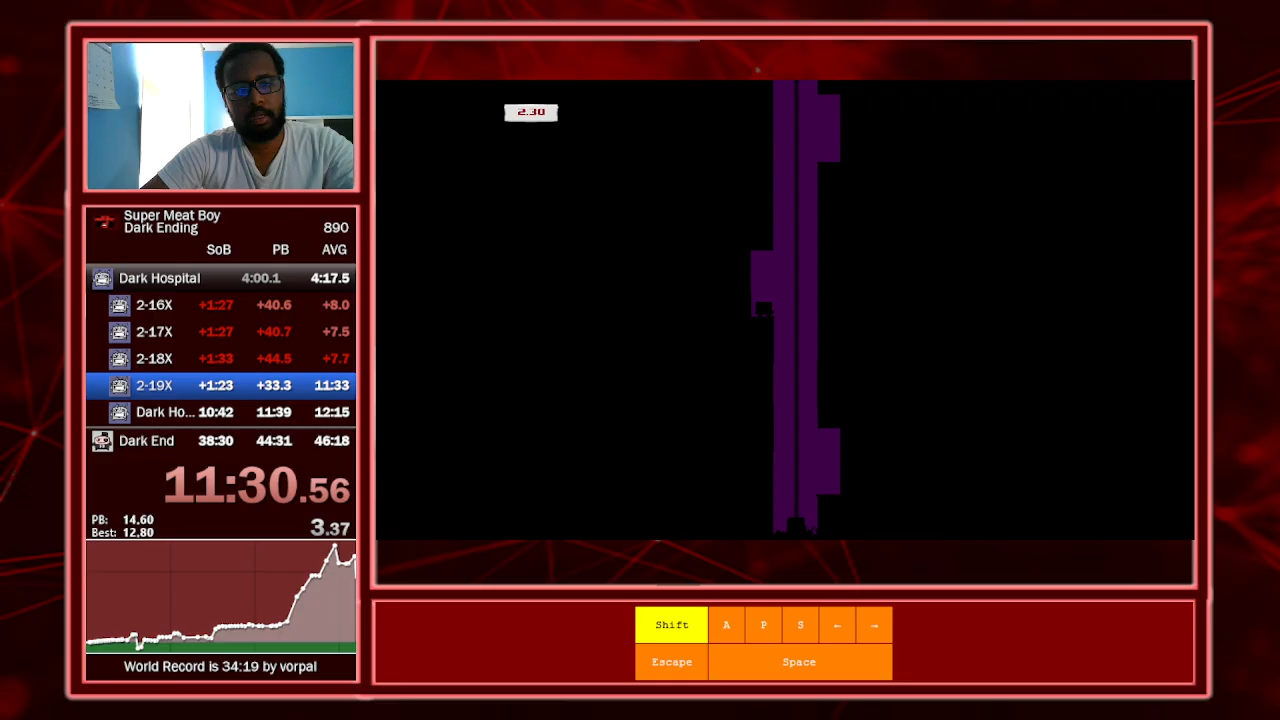 2.30
Super Meat Boy
Dark Ending 890
SoB PB AVG
Dark Hospital 4:00.1 4:17.5
2-16X +1:27 +40.6 +8.0
2-17X +1:27 +40.7 +7.5
2-18X +1:33 +44.5 +7.7
2-19X +1:23 +33.3 11:33
Dark Ho... 10:42 11:39 12:15
Dark End 38:30 44:31 46:18
11:30.56
PB: 14.60
Best: 12.80
3.37
World Record is 34:19 by vorpal
Shift A P S ← →
Escape Space